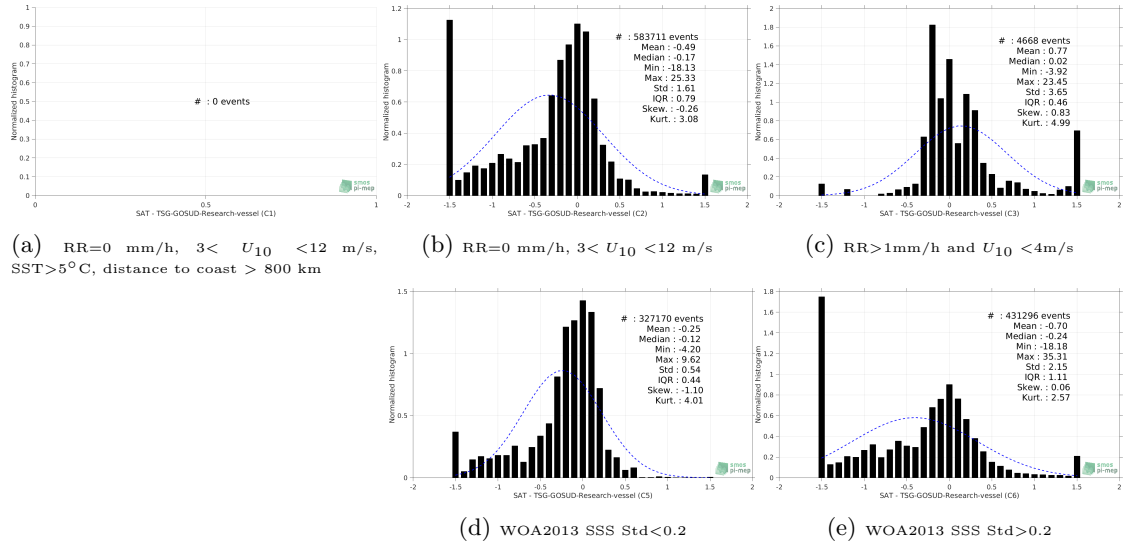 1
0.9
0.8
0.7
0.6
0.5
0.4
0.3
0.2
0.1
0
Normalized histogram
# : 0 events
smos
pi-mep
0 0.5 1
SAT - TSG-GOSUD-Research-vessel (C1)
(a) RR=0 mm/h, 3< U10 <12 m/s,
SST>5°C, distance to coast > 800 km
1.2
1
0.8
0.6
0.4
0.2
0
Normalized histogram
# : 583711 events
Mean : -0.49
Median : -0.17
Min : -18.13
Max : 25.33
Std : 1.61
IQR : 0.79
Skew. : -0.26
Kurt. : 3.08
smos
pi-mep
-2 -1.5 -1 -0.5 0 0.5 1 1.5 2
SAT - TSG-GOSUD-Research-vessel (C2)
(b) RR=0 mm/h, 3< U10 <12 m/s
2
1.8
1.6
1.4
1.2
1
0.8
0.6
0.4
0.2
0
Normalized histogram
# : 4668 events
Mean : 0.77
Median : 0.02
Min : -3.92
Max : 23.45
Std : 3.65
IQR : 0.46
Skew. : 0.83
Kurt. : 4.99
smos
pi-mep
-2 -1.5 -1 -0.5 0 0.5 1 1.5 2
SAT - TSG-GOSUD-Research-vessel (C3)
(c) RR>1mm/h and U10 <4m/s
1.5
1
0.5
0
Normalized histogram
# : 327170 events
Mean : -0.25
Median : -0.12
Min : -4.20
Max : 9.62
Std : 0.54
IQR : 0.44
Skew. : -1.10
Kurt. : 4.01
smos
pi-mep
-2 -1.5 -1 -0.5 0 0.5 1 1.5 2
SAT - TSG-GOSUD-Research-vessel (C5)
(d) WOA2013 SSS Std<0.2
1.8
1.6
1.4
1.2
1
0.8
0.6
0.4
0.2
0
Normalized histogram
# : 431296 events
Mean : -0.70
Median : -0.24
Min : -18.18
Max : 35.31
Std : 2.15
IQR : 1.11
Skew. : 0.06
Kurt. : 2.57
smos
pi-mep
-2 -1.5 -1 -0.5 0 0.5 1 1.5 2
SAT - TSG-GOSUD-Research-vessel (C6)
(e) WOA2013 SSS Std>0.2